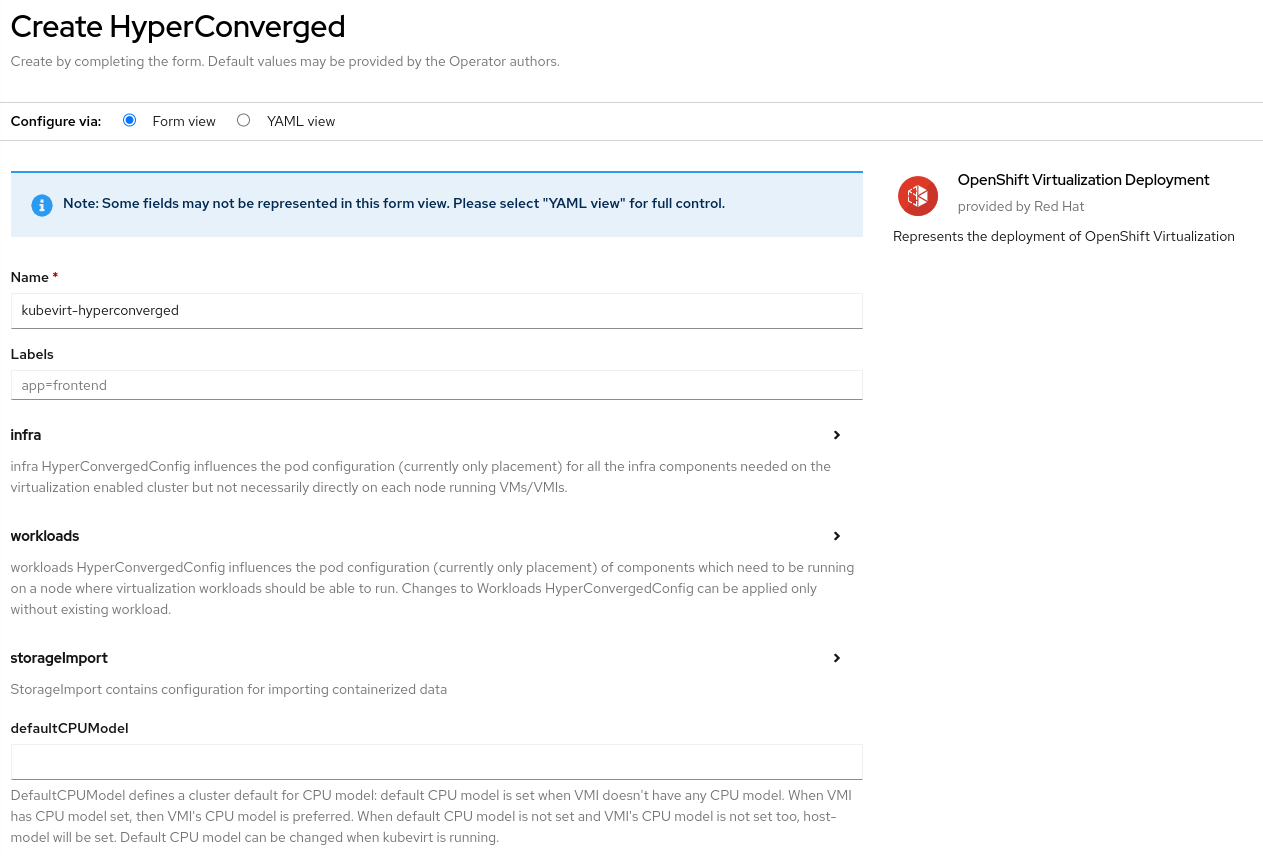 Create HyperConverged
Create by completing the form. Default values may be provided by the Operator authors.
Configure via:
Form view
YAML view
Note: Some fields may not be represented in this form view. Please select "YAML view" for full control.
OpenShift Virtualization Deployment
provided by Red Hat
Represents the deployment of OpenShift Virtualization
Name *
kubevirt-hyperconverged
Labels
app=frontend
infra
infra HyperConvergedConfig influences the pod configuration (currently only placement) for all the infra components needed on the
virtualization enabled cluster but not necessarily directly on each node running VMs/VMIs.
workloads
workloads HyperConvergedConfig influences the pod configuration (currently only placement) of components which need to be running
on a node where virtualization workloads should be able to run. Changes to Workloads HyperConvergedConfig can be applied only
without existing workload.
storageImport
StorageImport contains configuration for importing containerized data
defaultCPUModel
DefaultCPUModel defines a cluster default for CPU model: default CPU model is set when VMI doesn't have any CPU model. When VMI
has CPU model set, then VMI's CPU model is preferred. When default CPU model is not set and VMI's CPU model is not set too, host-
model will be set. Default CPU model can be changed when kubevirt is running.